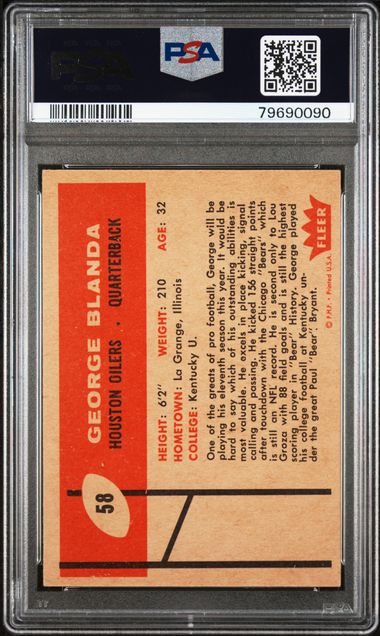 PSA
PSA
79690090
58
GEORGE BLANDA
HOUSTON OILERS • QUARTERBACK
HEIGHT: 6'2" WEIGHT: 210 AGE: 32
HOMETOWN: La Grange, Illinois
COLLEGE: Kentucky U.
One of the greats of pro football, George will be
playing his eleventh season this year. It would be
hard to say which of his outstanding abilities is
most valuable. He excels in place kicking, signal
calling and passing. He kicked 156 straight points
after touchdown with the Chicago "Bears" which
is still an NFL record. He is second only to Lou
Groza with 88 field goals and is still the highest
scoring player in "Bear" History. George played
his college football at Kentucky un-
der the great Paul "Bear" Bryant.
FLEER
© P.H.F. • Printed U.S.A.